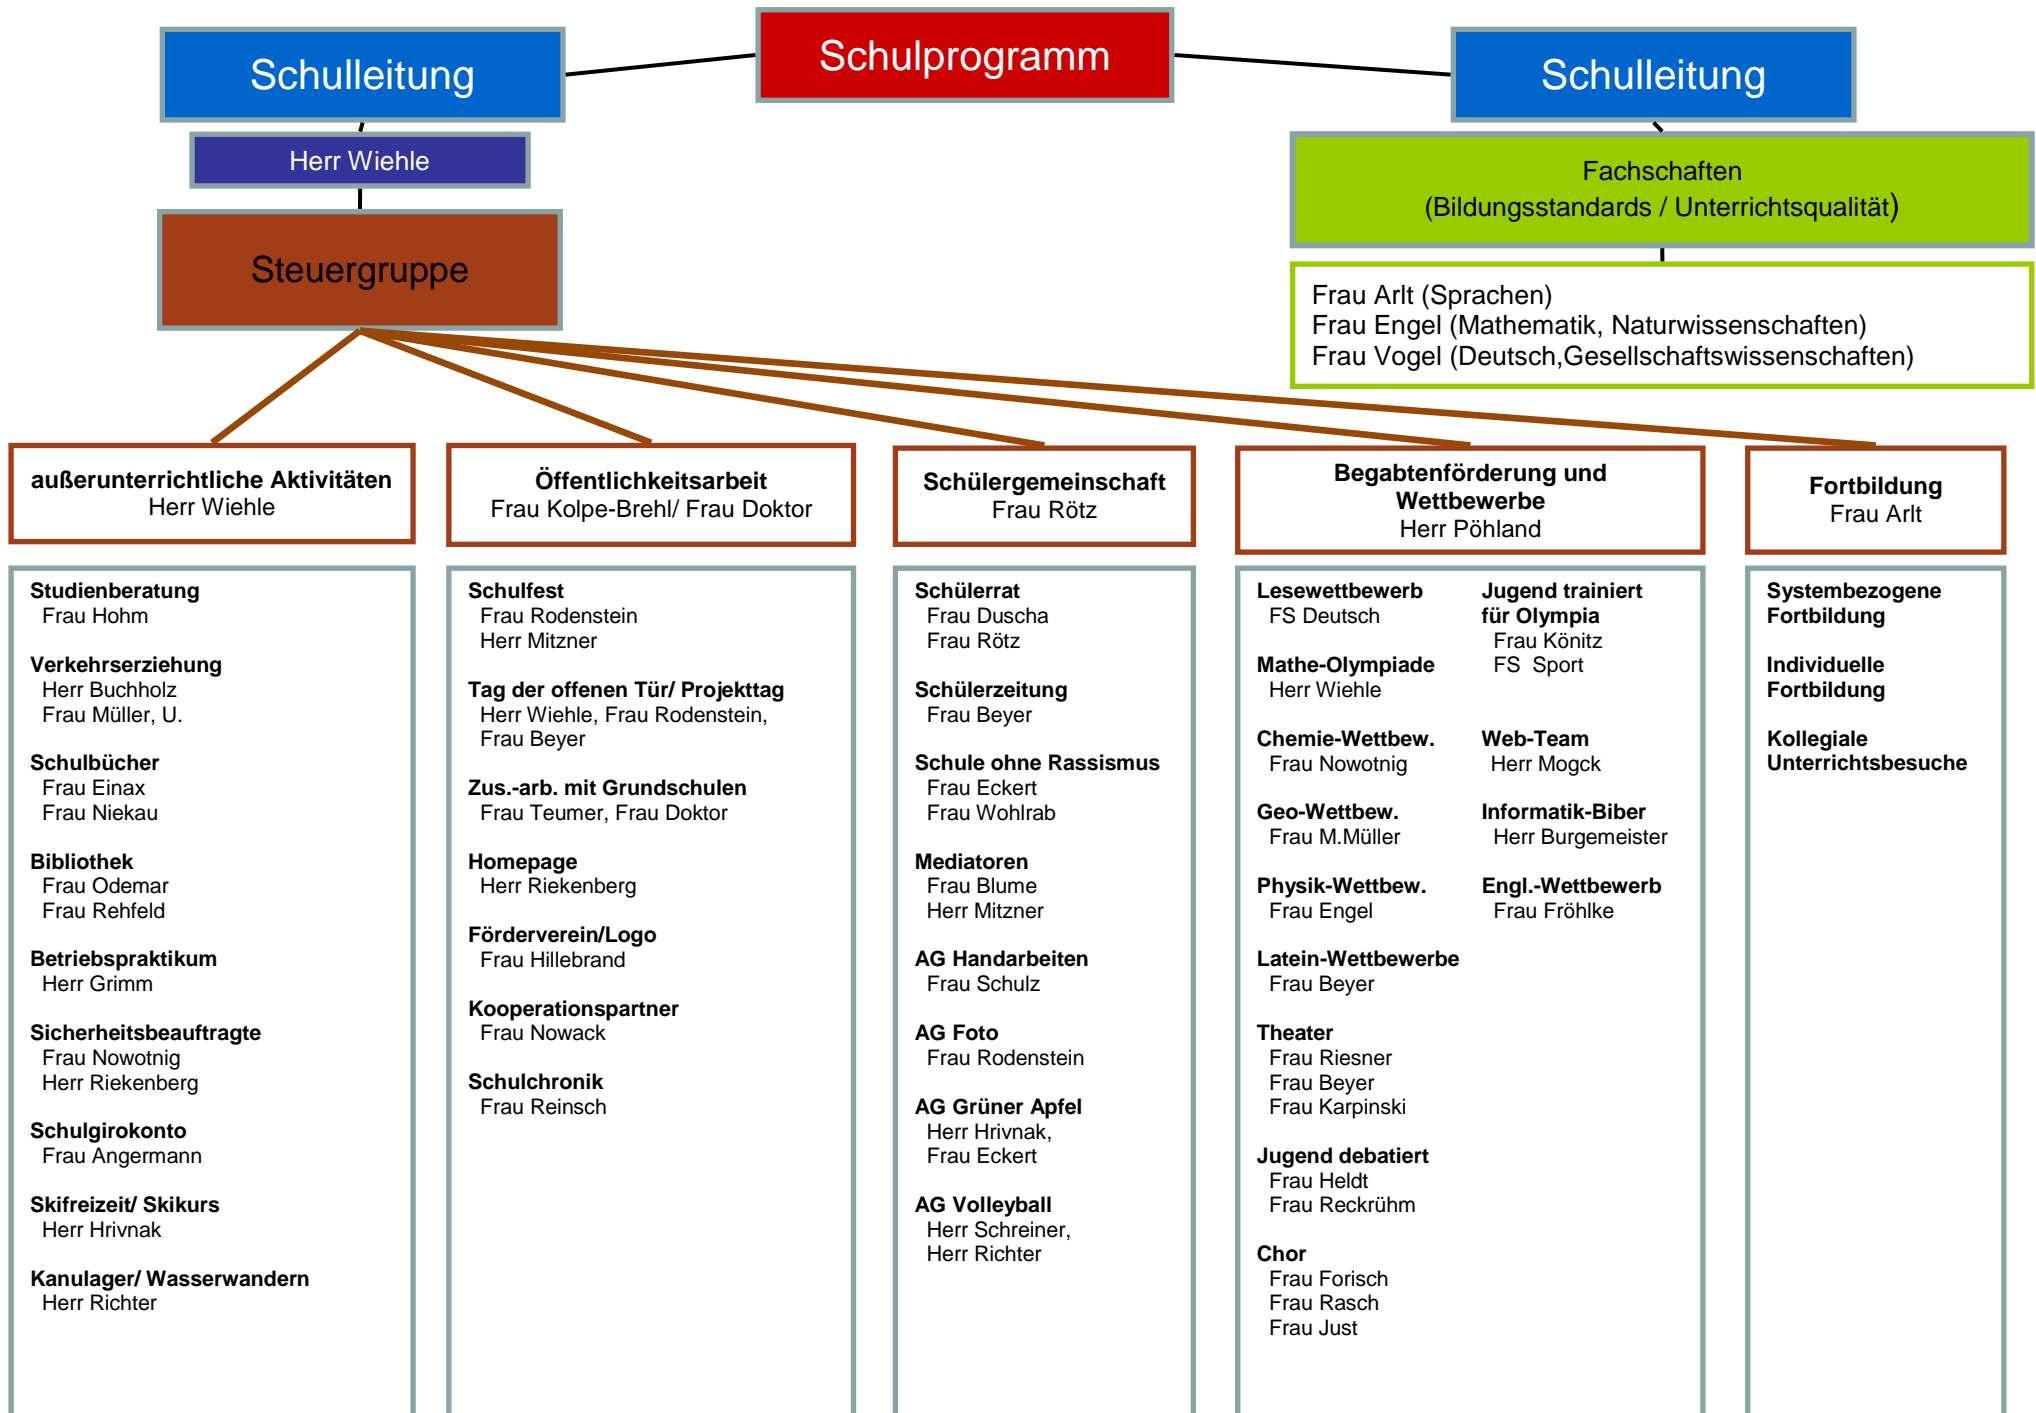 Schulprogramm
Schulleitung
Schulleitung
Herr Wiehle
Steuergruppe
Fachschaften
(Bildungsstandards / Unterrichtsqualität)
Frau Arlt (Sprachen)
Frau Engel (Mathematik, Naturwissenschaften)
Frau Vogel (Deutsch,Gesellschaftswissenschaften)
außerunterrichtliche Aktivitäten
Herr Wiehle
Studienberatung
Frau Hohm
Verkehrserziehung
Herr Buchholz
Frau Müller, U.
Schulbücher
Frau Einax
Frau Niekau
Bibliothek
Frau Odemar
Frau Rehfeld
Betriebspraktikum
Herr Grimm
Sicherheitsbeauftragte
Frau Nowotnig
Herr Riekenberg
Schulgirokonto
Frau Angermann
Skifreizeit/ Skikurs
Herr Hrivnak
Kanulager/ Wasserwandern
Herr Richter
Öffentlichkeitsarbeit
Frau Kolpe-Brehl/ Frau Doktor
Schulfest
Frau Rodenstein
Herr Mitzner
Tag der offenen Tür/ Projekttag
Herr Wiehle, Frau Rodenstein,
Frau Beyer
Zus.-arb. mit Grundschulen
Frau Teumer, Frau Doktor
Homepage
Herr Riekenberg
Förderverein/Logo
Frau Hillebrand
Kooperationspartner
Frau Nowack
Schulchronik
Frau Reinsch
Schülergemeinschaft
Frau Rötz
Schülerrat
Frau Duscha
Frau Rötz
Schülerzeitung
Frau Beyer
Schule ohne Rassismus
Frau Eckert
Frau Wohlrab
Mediatoren
Frau Blume
Herr Mitzner
AG Handarbeiten
Frau Schulz
AG Foto
Frau Rodenstein
AG Grüner Apfel
Herr Hrivnak,
Frau Eckert
AG Volleyball
Herr Schreiner,
Herr Richter
Begabtenförderung und
Wettbewerbe
Herr Pöhland
Lesewettbewerb
FS Deutsch
Mathe-Olympiade
Herr Wiehle
Chemie-Wettbew.
Frau Nowotnig
Geo-Wettbew.
Frau M.Müller
Physik-Wettbew.
Frau Engel
Latein-Wettbewerbe
Frau Beyer
Theater
Frau Riesner
Frau Beyer
Frau Karpinski
Jugend debatiert
Frau Heldt
Frau Reckrühm
Chor
Frau Forisch
Frau Rasch
Frau Just
Jugend trainiert
für Olympia
Frau Könitz
FS Sport
Web-Team
Herr Mogck
Informatik-Biber
Herr Burgemeister
Engl.-Wettbewerb
Frau Fröhlke
Fortbildung
Frau Arlt
Systembezogene
Fortbildung
Individuelle
Fortbildung
Kollegiale
Unterrichtsbesuche